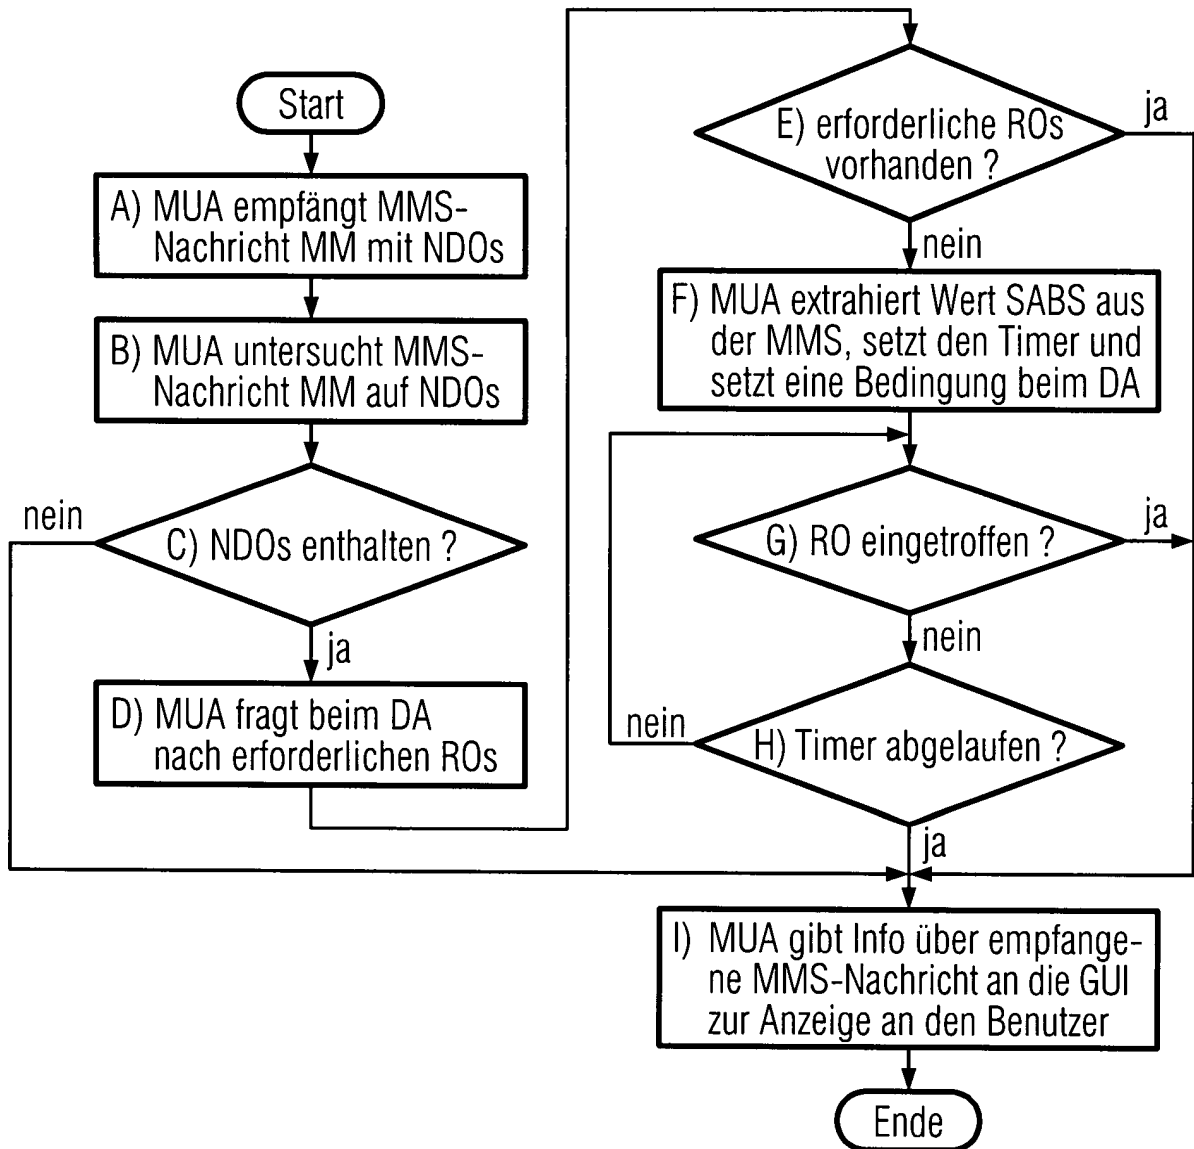 Start
A) MUA empfängt MMS-
Nachricht MM mit NDOs
B) MUA untersucht MMS-
Nachricht MM auf NDOs
nein
C) NDOs enthalten ?
ja
D) MUA fragt beim DA
nach erforderlichen ROs
E) erforderliche ROs
vorhanden ?
ja
nein
F) MUA extrahiert Wert SABS aus
der MMS, setzt den Timer und
setzt eine Bedingung beim DA
G) RO eingetroffen ?
ja
nein
nein
H) Timer abgelaufen ?
ja
I) MUA gibt Info über empfange-
ne MMS-Nachricht an die GUI
zur Anzeige an den Benutzer
Ende